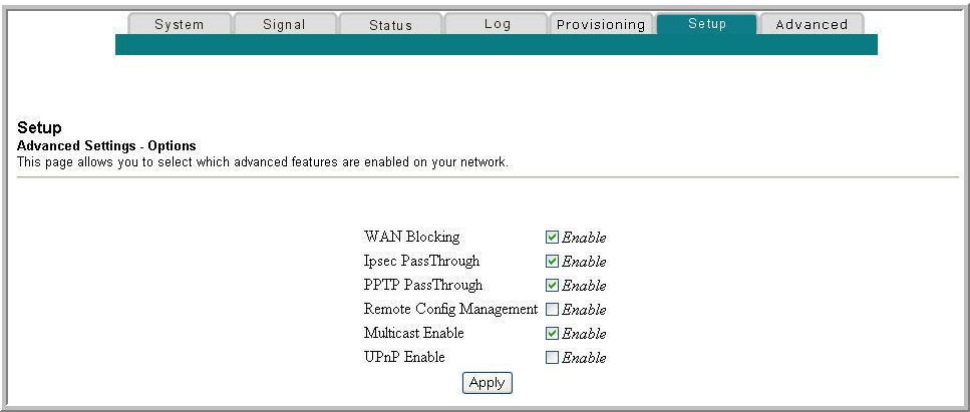 System Signal Status Log Provisioning Setup Advanced
Setup
Advanced Settings - Options
This page allows you to select which advanced features are enabled on your network.
WAN Blocking Enable
Ipsec PassThrough Enable
PPTP PassThrough Enable
Remote Config Management Enable
Multicast Enable Enable
UPnP Enable Enable
Apply